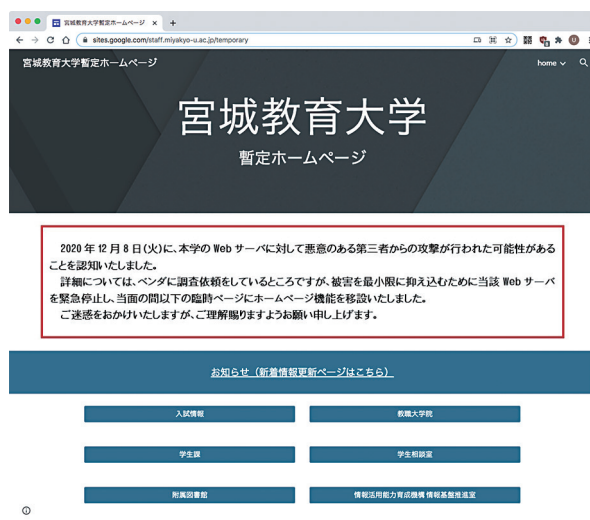 宮城教育大学暫定ホームページ
sites.google.com/staff.miyakyo-u.ac.jp/temporary
宮城教育大学暫定ホームページ
home
宮城教育大学
暫定ホームページ
2020 年 12 月 8 日(火)に、本学の Web サーバに対して悪意のある第三者からの攻撃が行われた可能性がある
ことを認知いたしました。
詳細については、ベンダに調査依頼をしているところですが、被害を最小限に抑え込むために当該 Web サーバ
を緊急停止し、当面の間以下の臨時ページにホームページ機能を移設いたしました。
ご迷惑をおかけいたしますが、ご理解賜りますようお願い申し上げます。
お知らせ（新着情報更新ページはこちら）
入試情報
教職大学院
学生課
学生相談室
附属図書館
情報活用能力育成機構 情報基盤推進室